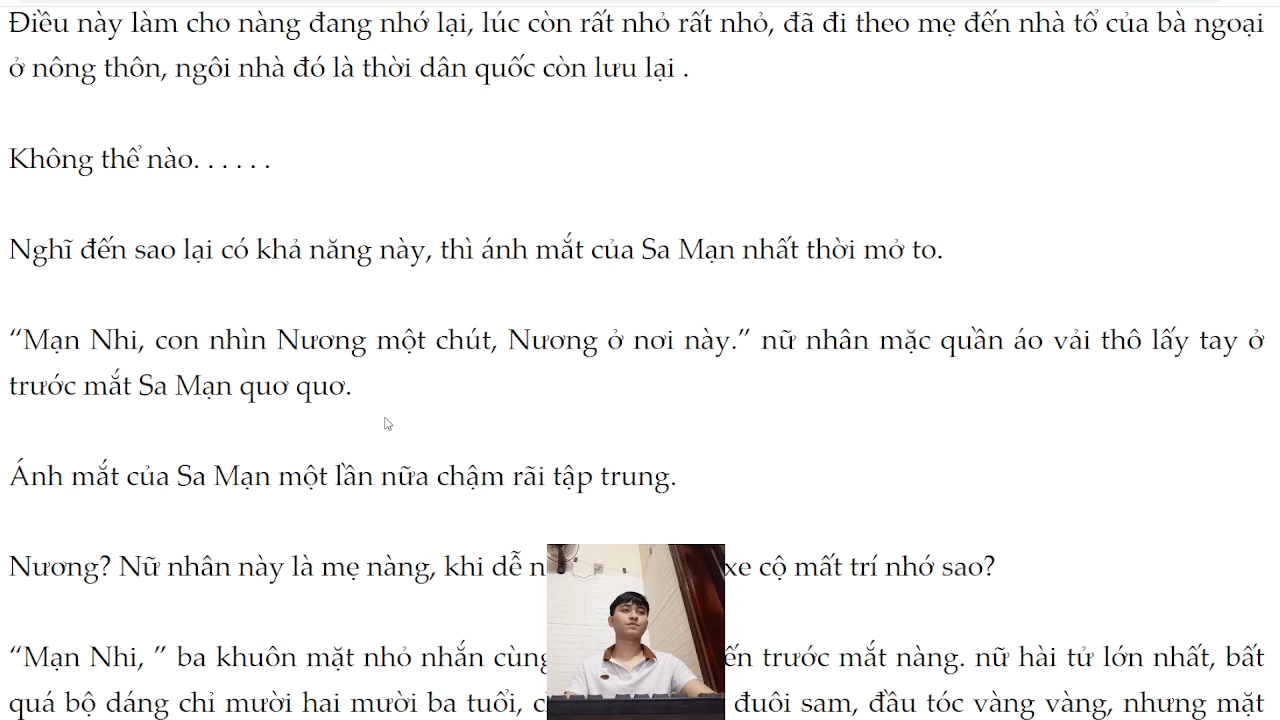 Điều này làm cho nàng đang nhớ lại, lúc còn rất nhỏ rất nhỏ, đã đi theo mẹ đến nhà tổ của bà ngoại
ở nông thôn, ngôi nhà đó là thời dân quốc còn lưu lại .
Không thể nào. . . . . .
Nghĩ đến sao lại có khả năng này, thì ánh mắt của Sa Mạn nhất thời mở to.
“Mạn Nhi, con nhìn Nương một chút, Nương ở nơi này.” nữ nhân mặc quần áo vải thô lấy tay ở
trước mắt Sa Mạn quơ quơ.
Ánh mắt của Sa Mạn một lần nữa chậm rãi tập trung.
Nương? Nữ nhân này là mẹ nàng, khi dễ xe cộ mất trí nhớ sao?
“Mạn Nhi, ” ba khuôn mặt nhỏ nhắn trước mắt nàng. nữ hài tử lớn nhất, bất
quá bộ dáng chỉ mười hai mười ba tuổi, đuôi sam, đầu tóc vàng vàng, nhưng mặt